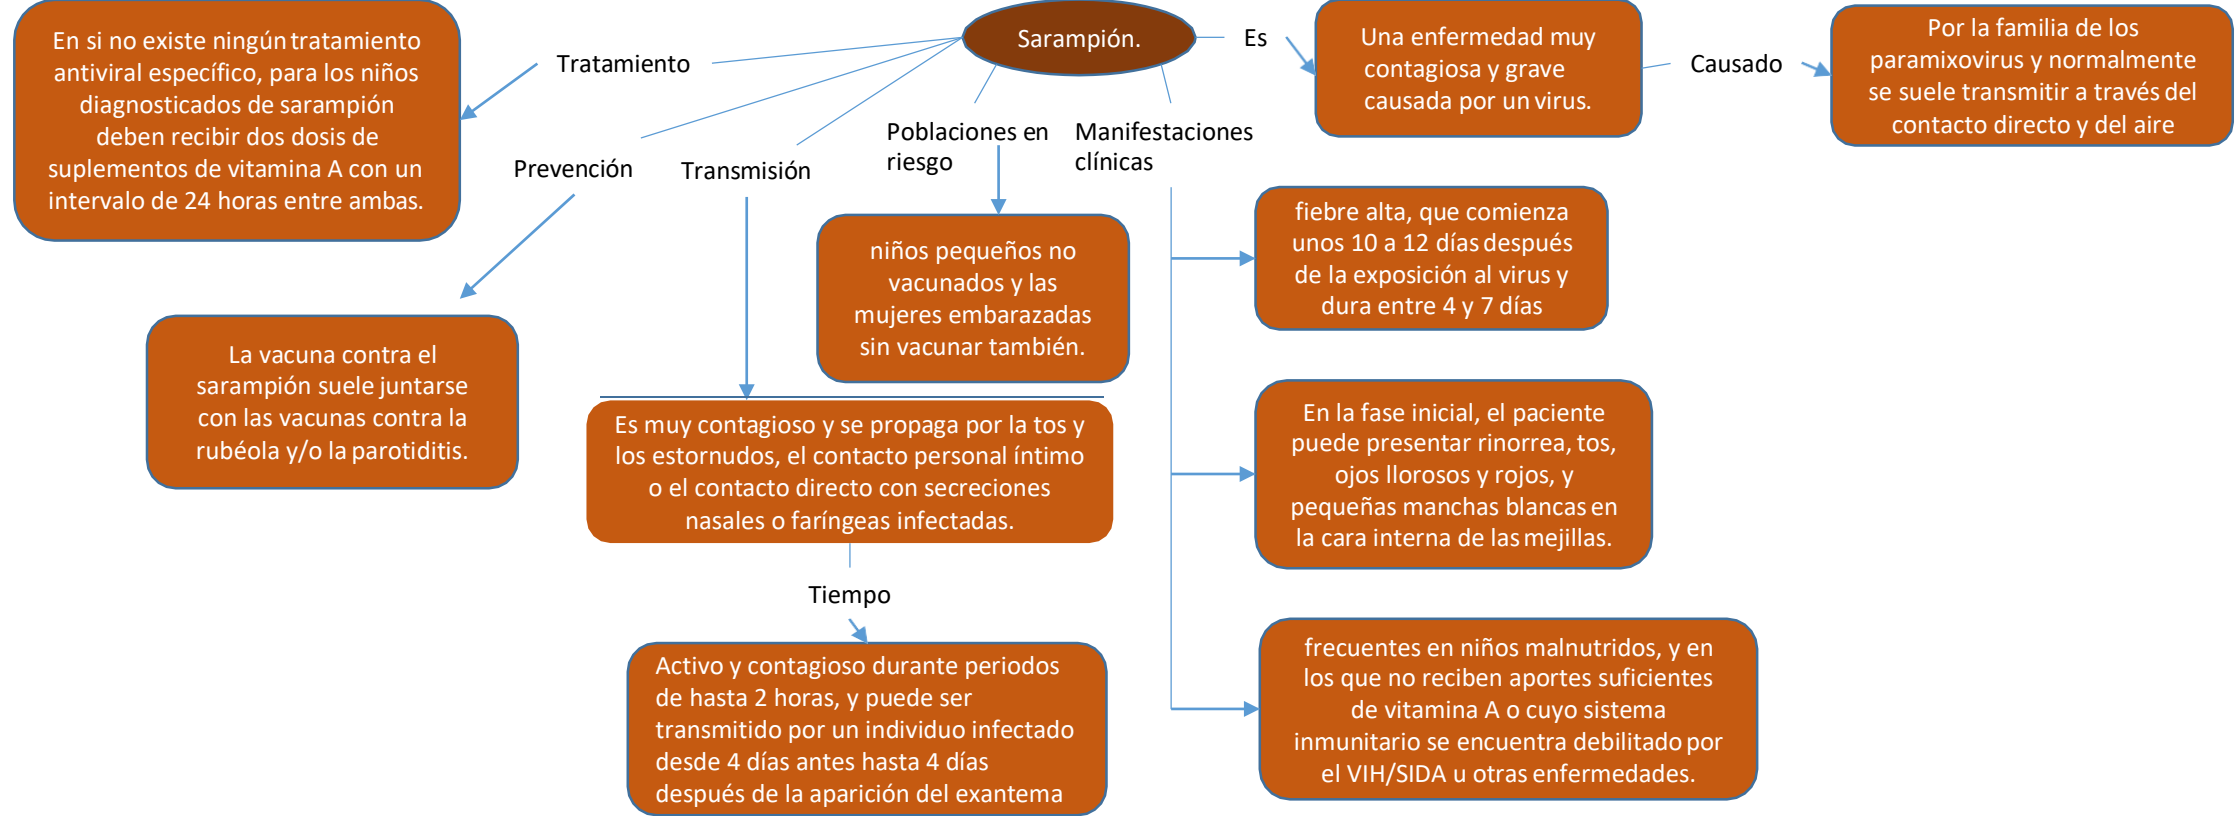 Sarampión.
Es
Una enfermedad muy
contagiosa y grave
causada por un virus.
Causado
Por la familia de los
paramixovirus y normalmente
se suele transmitir a través del
contacto directo y del aire
Tratamiento
En si no existe ningún tratamiento
antiviral específico, para los niños
diagnosticados de sarampión
deben recibir dos dosis de
suplementos de vitamina A con un
intervalo de 24 horas entre ambas.
Prevención
La vacuna contra el
sarampión suele juntarse
con las vacunas contra la
rubéola y/o la parotiditis.
Transmisión
Es muy contagioso y se propaga por la tos y
los estornudos, el contacto personal íntimo
o el contacto directo con secreciones
nasales o faríngeas infectadas.
Tiempo
Activo y contagioso durante periodos
de hasta 2 horas, y puede ser
transmitido por un individuo infectado
desde 4 días antes hasta 4 días
después de la aparición del exantema
Poblaciones en
riesgo
niños pequeños no
vacunados y las
mujeres embarazadas
sin vacunar también.
Manifestaciones
clínicas
fiebre alta, que comienza
unos 10 a 12 días después
de la exposición al virus y
dura entre 4 y 7 días
En la fase inicial, el paciente
puede presentar rinorrea, tos,
ojos llorosos y rojos, y
pequeñas manchas blancas en
la cara interna de las mejillas.
frecuentes en niños malnutridos, y en
los que no reciben aportes suficientes
de vitamina A o cuyo sistema
inmunitario se encuentra debilitado por
el VIH/SIDA u otras enfermedades.